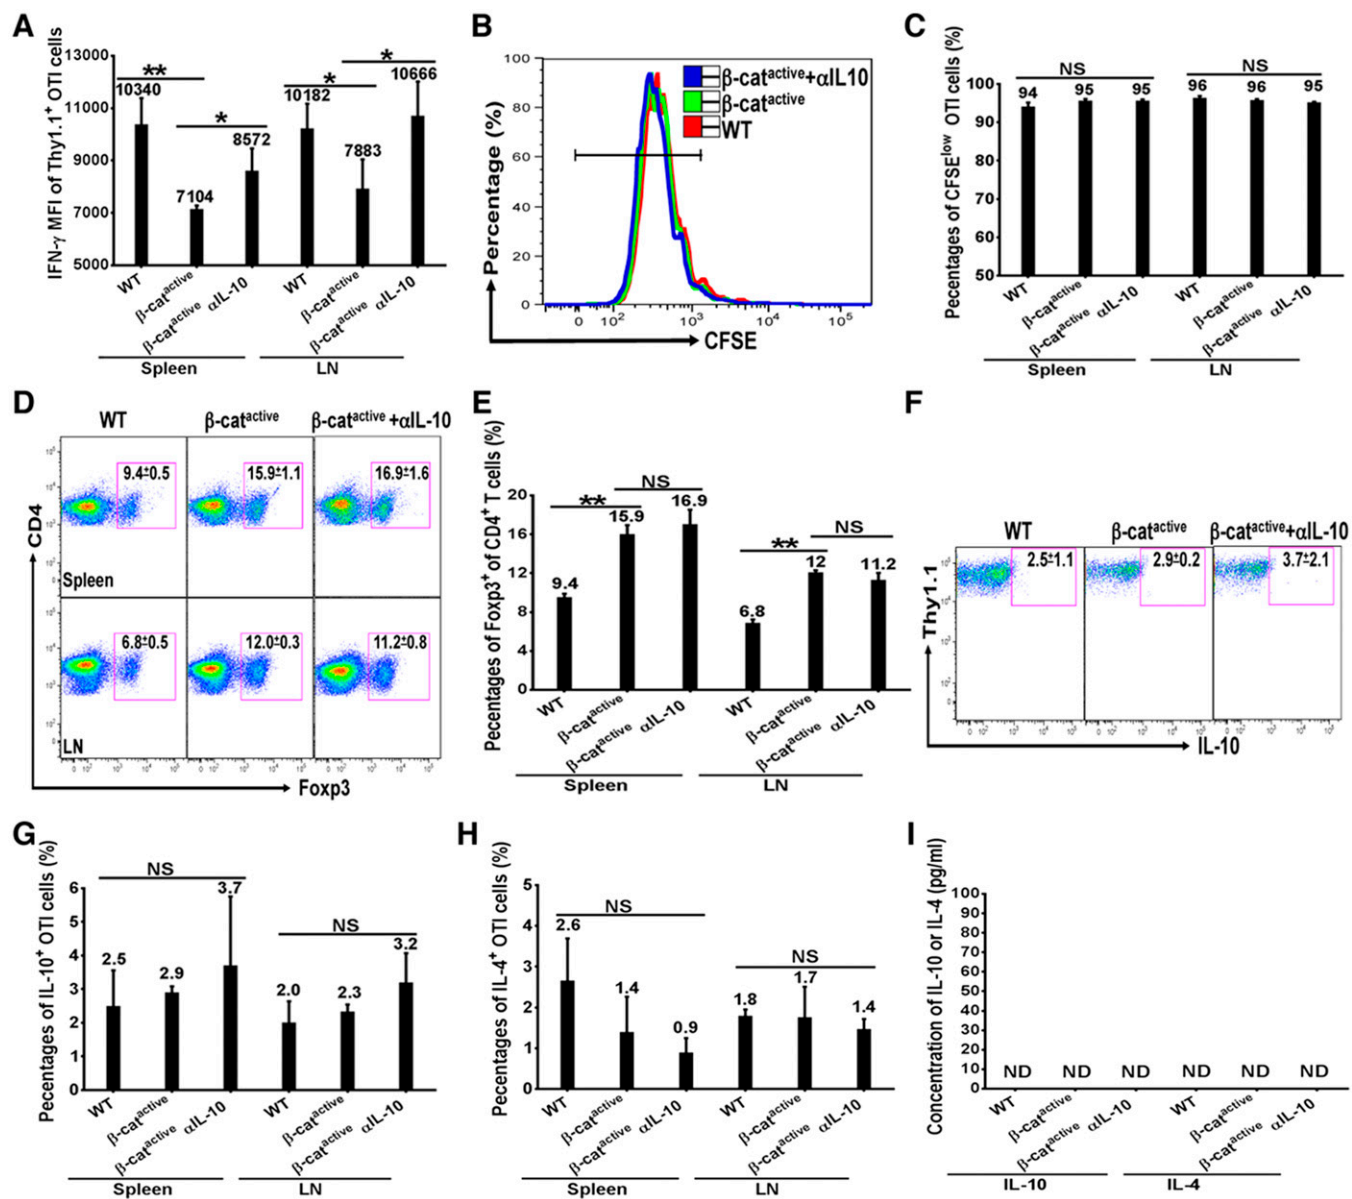 A
IFN-γ MFI of Thy1.1⁺ OTI cells
13000
11000
9000
7000
5000
**
*
*
*
10340
7104
8572
10182
7883
10666
WT
β-catᵃᶜᵗⁱᵛᵉ
β-catᵃᶜᵗⁱᵛᵉ αIL-10
WT
β-catᵃᶜᵗⁱᵛᵉ
β-catᵃᶜᵗⁱᵛᵉ αIL-10
Spleen
LN
B
Percentage (%)
100
80
60
40
20
0
β-catᵃᶜᵗⁱᵛᵉ+αIL10
β-catᵃᶜᵗⁱᵛᵉ
WT
0 10² 10³ 10⁴ 10⁵
CFSE
C
Pecentages of CFSEˡᵒʷ OTI cells (%)
100
90
80
70
60
50
NS
NS
94 95 95 96 96 95
WT
β-catᵃᶜᵗⁱᵛᵉ
β-catᵃᶜᵗⁱᵛᵉ αIL-10
WT
β-catᵃᶜᵗⁱᵛᵉ
β-catᵃᶜᵗⁱᵛᵉ αIL-10
Spleen
LN
D
WT
β-catᵃᶜᵗⁱᵛᵉ
β-catᵃᶜᵗⁱᵛᵉ +αIL-10
9.4±0.5
15.9±1.1
16.9±1.6
Spleen
6.8±0.5
12.0±0.3
11.2±0.8
LN
CD4
Foxp3
E
Pecentages of Foxp3⁺ of CD4⁺ T cells (%)
20
16
12
8
4
0
**
NS
**
NS
9.4
15.9
16.9
6.8
12
11.2
WT
β-catᵃᶜᵗⁱᵛᵉ
β-catᵃᶜᵗⁱᵛᵉ αIL-10
WT
β-catᵃᶜᵗⁱᵛᵉ
β-catᵃᶜᵗⁱᵛᵉ αIL-10
Spleen
LN
F
WT
β-catᵃᶜᵗⁱᵛᵉ
β-catᵃᶜᵗⁱᵛᵉ+αIL-10
2.5±1.1
2.9±0.2
3.7±2.1
Thy1.1
IL-10
G
Pecentages of IL-10⁺ OTI cells (%)
6
5
4
3
2
1
0
NS
NS
2.5
2.9
3.7
2.0
2.3
3.2
WT
β-catᵃᶜᵗⁱᵛᵉ
β-catᵃᶜᵗⁱᵛᵉ αIL-10
WT
β-catᵃᶜᵗⁱᵛᵉ
β-catᵃᶜᵗⁱᵛᵉ αIL-10
Spleen
LN
H
Pecentages of IL-4⁺ OTI cells (%)
5
4
3
2
1
0
NS
NS
2.6
1.4
0.9
1.8
1.7
1.4
WT
β-catᵃᶜᵗⁱᵛᵉ
β-catᵃᶜᵗⁱᵛᵉ αIL-10
WT
β-catᵃᶜᵗⁱᵛᵉ
β-catᵃᶜᵗⁱᵛᵉ αIL-10
Spleen
LN
I
Concentration of IL-10 or IL-4 (pg/ml)
100
90
80
70
60
50
40
30
20
10
0
ND ND ND ND ND ND
WT
β-catᵃᶜᵗⁱᵛᵉ
β-catᵃᶜᵗⁱᵛᵉ αIL-10
WT
β-catᵃᶜᵗⁱᵛᵉ
β-catᵃᶜᵗⁱᵛᵉ αIL-10
IL-10
IL-4